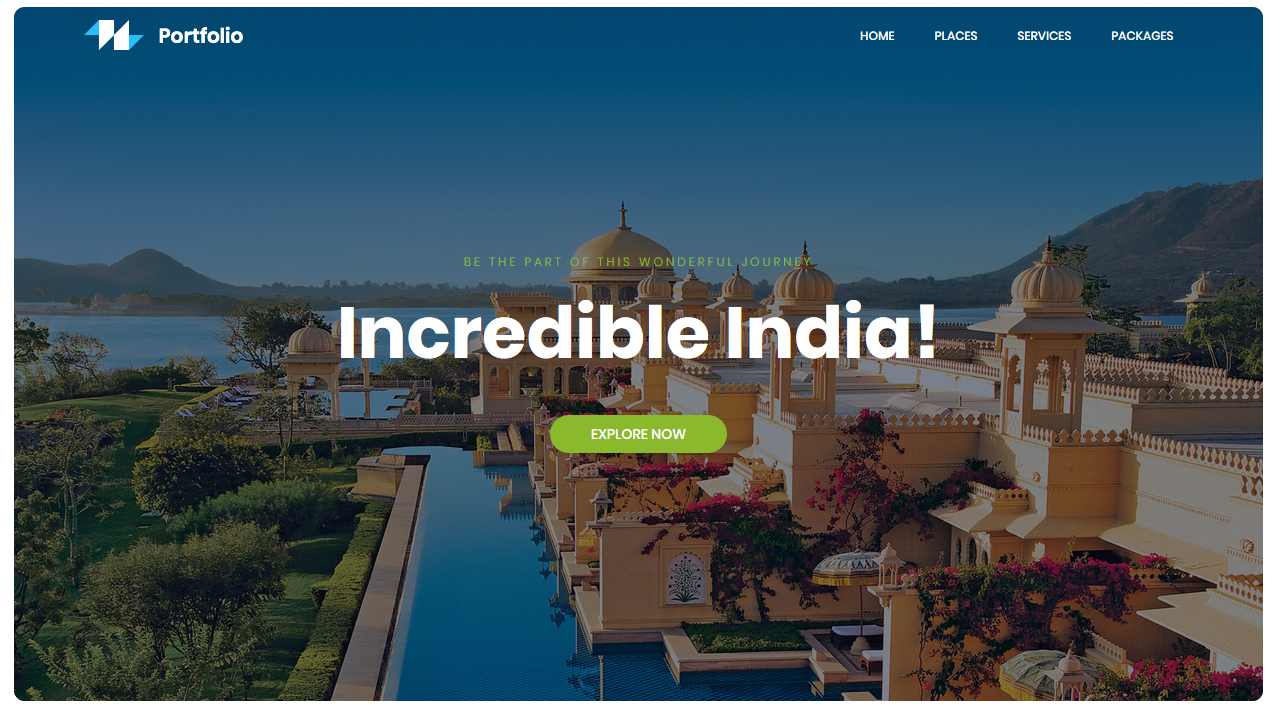 Portfolio
HOME PLACES SERVICES PACKAGES
BE THE PART OF THIS WONDERFUL JOURNEY
Incredible India!
EXPLORE NOW